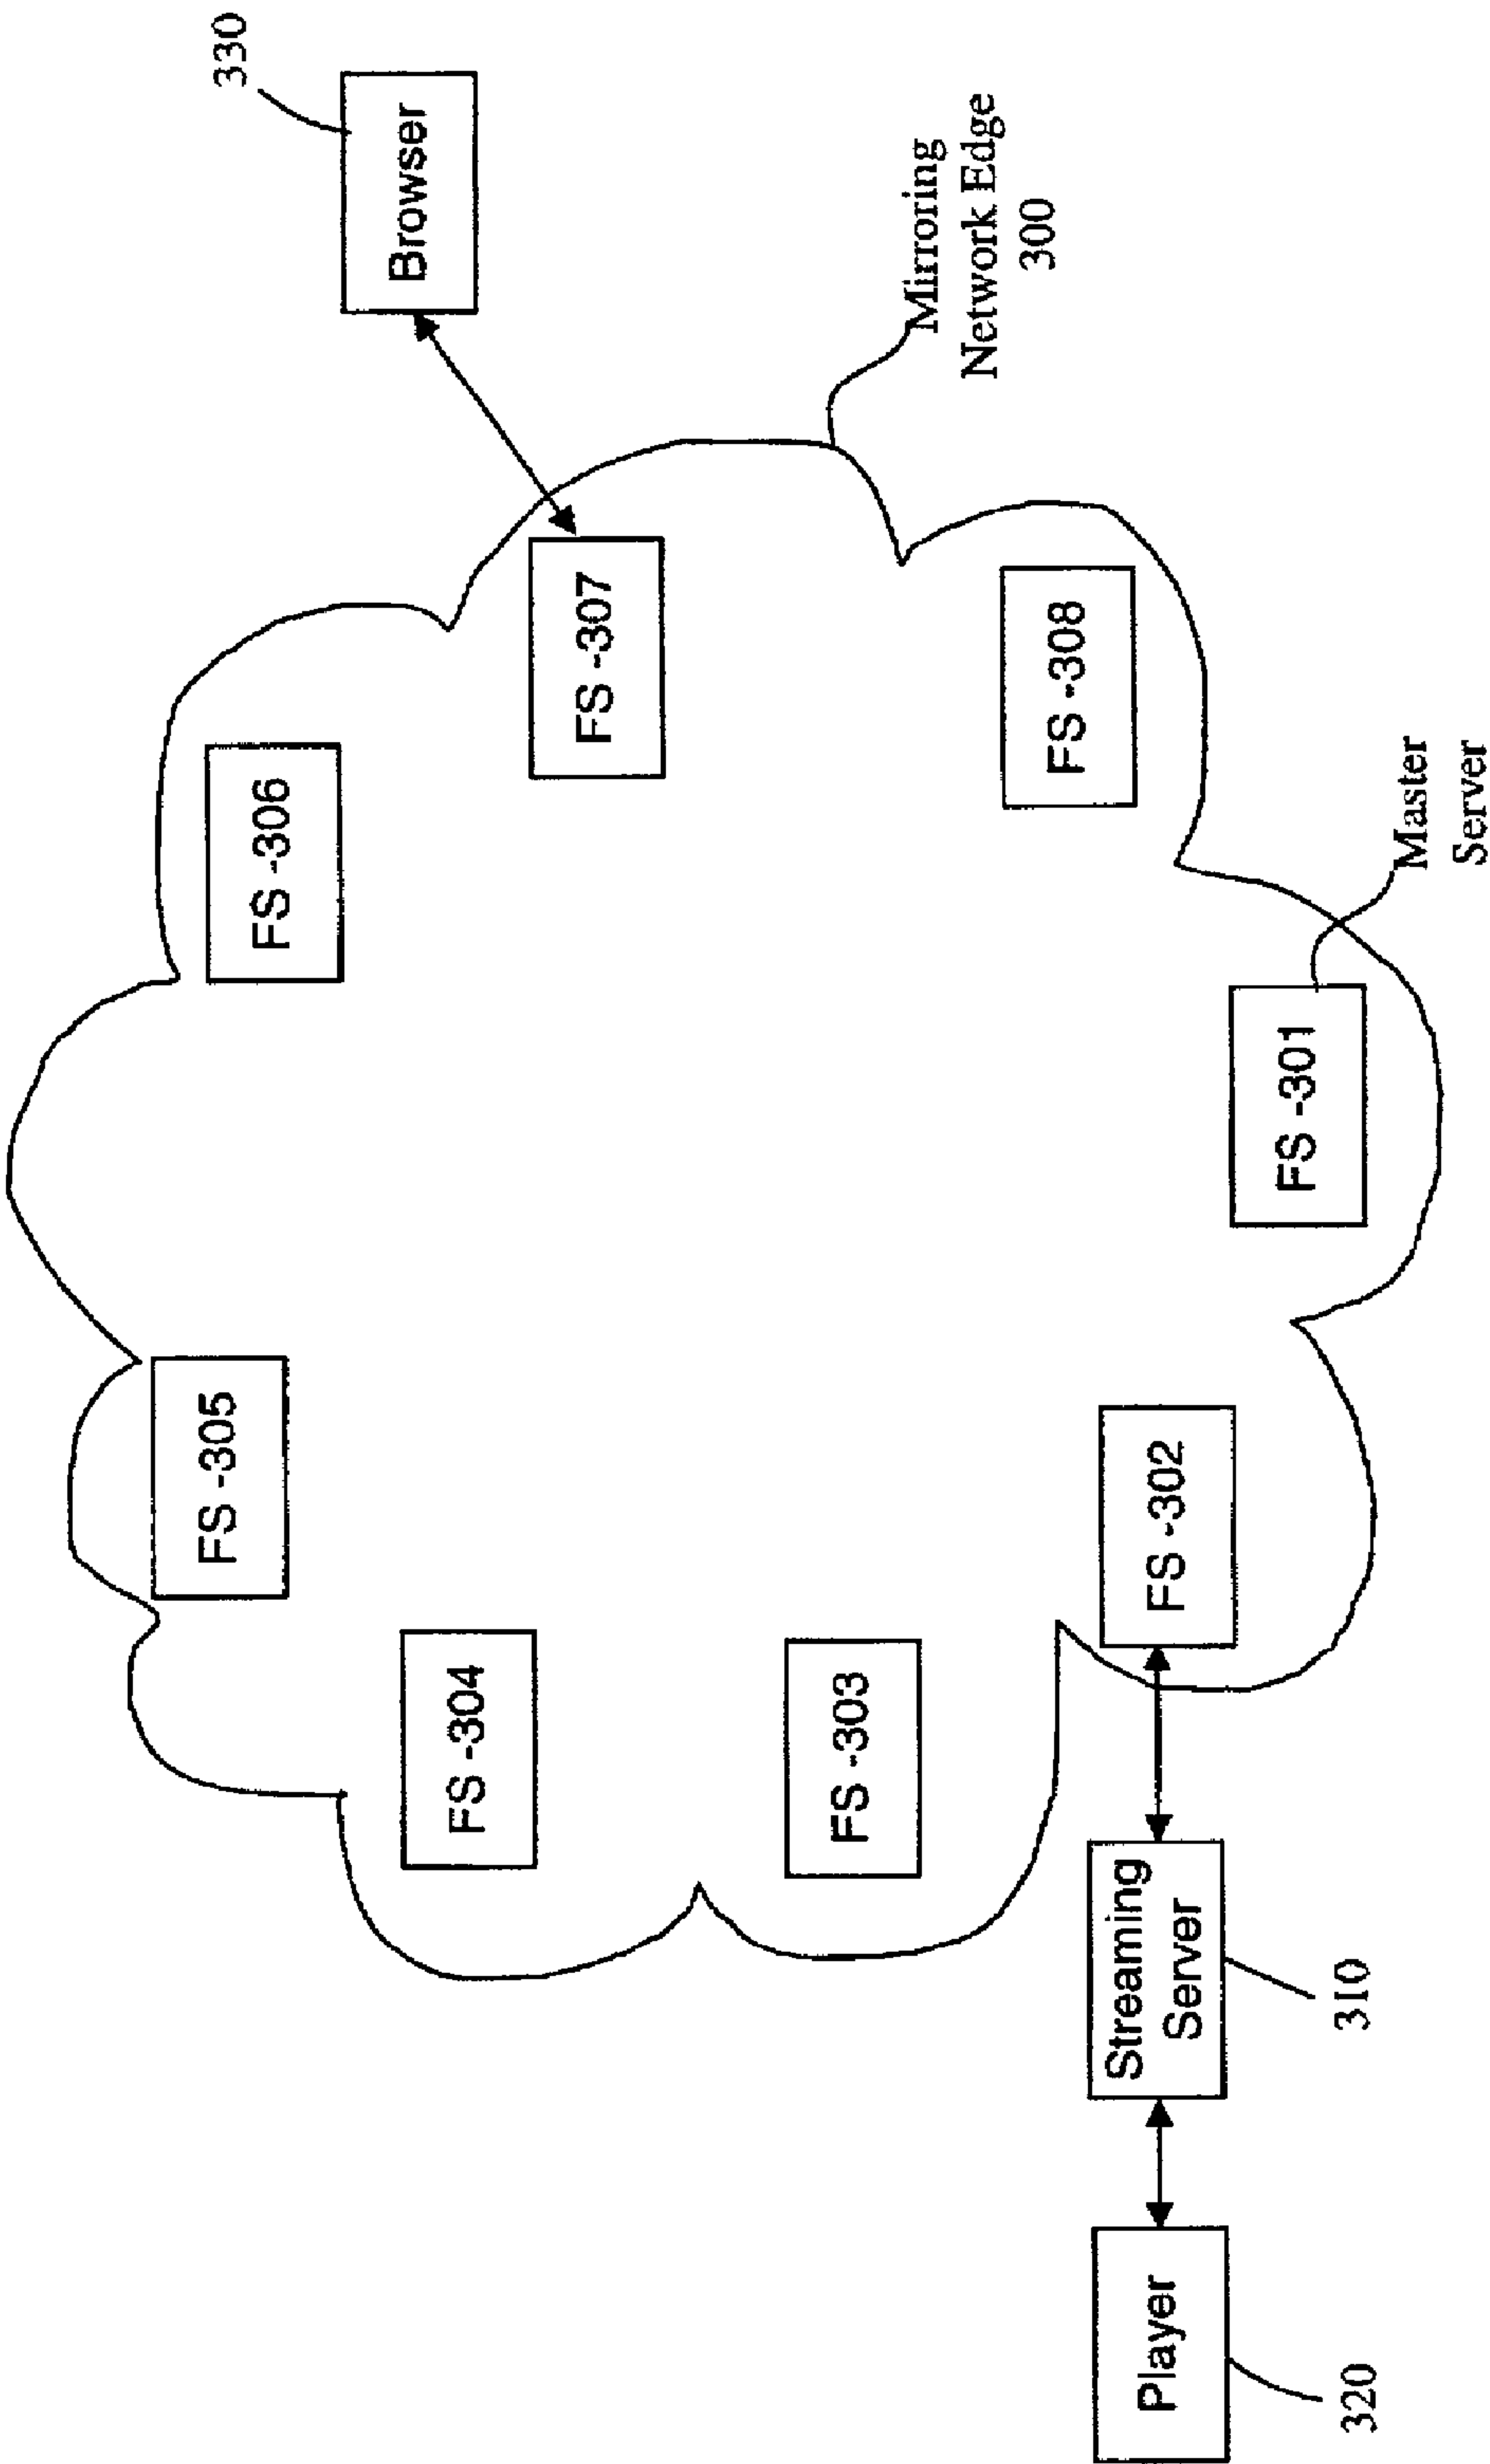 330
Browser
Mirroring
Network Edge
300
FS -306
FS -307
FS -308
FS -305
FS -301
Master
Server
FS -304
FS -303
FS -302
Streaming
Server
310
Player
320